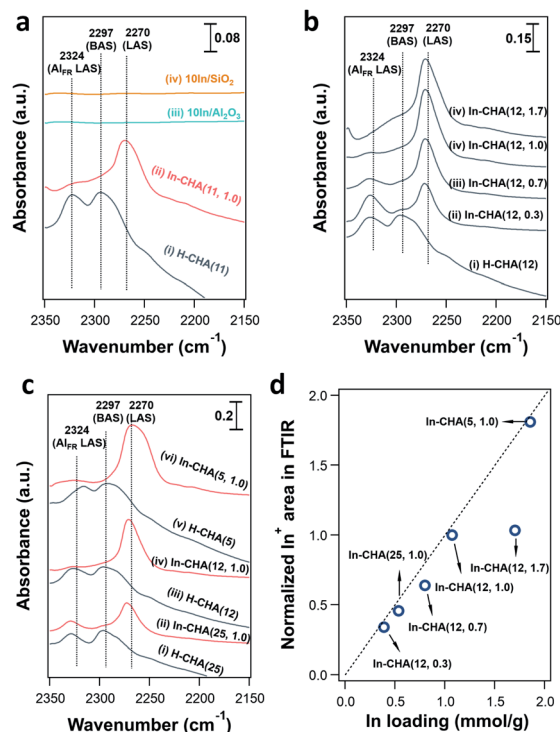 a
2297
(BAS)
2270
(LAS)
0.08
2324
(Al_FR LAS)
(iv) 10In/SiO₂
(iii) 10In/Al₂O₃
(ii) In-CHA(11, 1.0)
(i) H-CHA(11)
Absorbance (a.u.)
2350
2300
2250
2150
Wavenumber (cm⁻¹)
b
2297
(BAS)
2270
(LAS)
0.15
2324
(Al_FR LAS)
(iv) In-CHA(12, 1.7)
(iv) In-CHA(12, 1.0)
(iii) In-CHA(12, 0.7)
(ii) In-CHA(12, 0.3)
(i) H-CHA(12)
Absorbance (a.u.)
2350
2300
2250
2150
Wavenumber (cm⁻¹)
c
2297
(BAS)
2270
(LAS)
0.2
2324
(Al_FR LAS)
(vi) In-CHA(5, 1.0)
(v) H-CHA(5)
(iv) In-CHA(12, 1.0)
(iii) H-CHA(12)
(ii) In-CHA(25, 1.0)
(i) H-CHA(25)
Absorbance (a.u.)
2350
2300
2250
2150
Wavenumber (cm⁻¹)
d
2.0
1.5
1.0
0.5
0.0
Normalized In⁺ area in FTIR
In-CHA(5, 1.0)
In-CHA(25, 1.0)
In-CHA(12, 1.7)
In-CHA(12, 1.0)
In-CHA(12, 0.7)
In-CHA(12, 0.3)
0.0
0.5
1.0
1.5
2.0
In loading (mmol/g)